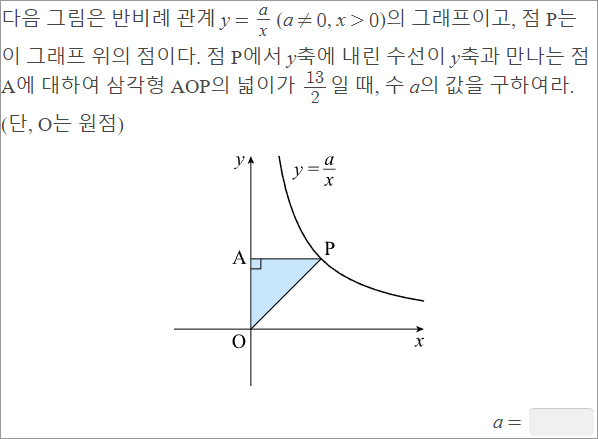 다음 그림은 반비례 관계 y = a/x (a ≠ 0, x > 0)의 그래프이고, 점 P는
이 그래프 위의 점이다. 점 P에서 y축에 내린 수선이 y축과 만나는 점
A에 대하여 삼각형 AOP의 넓이가 13/2 일 때, 수 a의 값을 구하여라.
(단, O는 원점)
y
y = a/x
A
P
O
x
a =